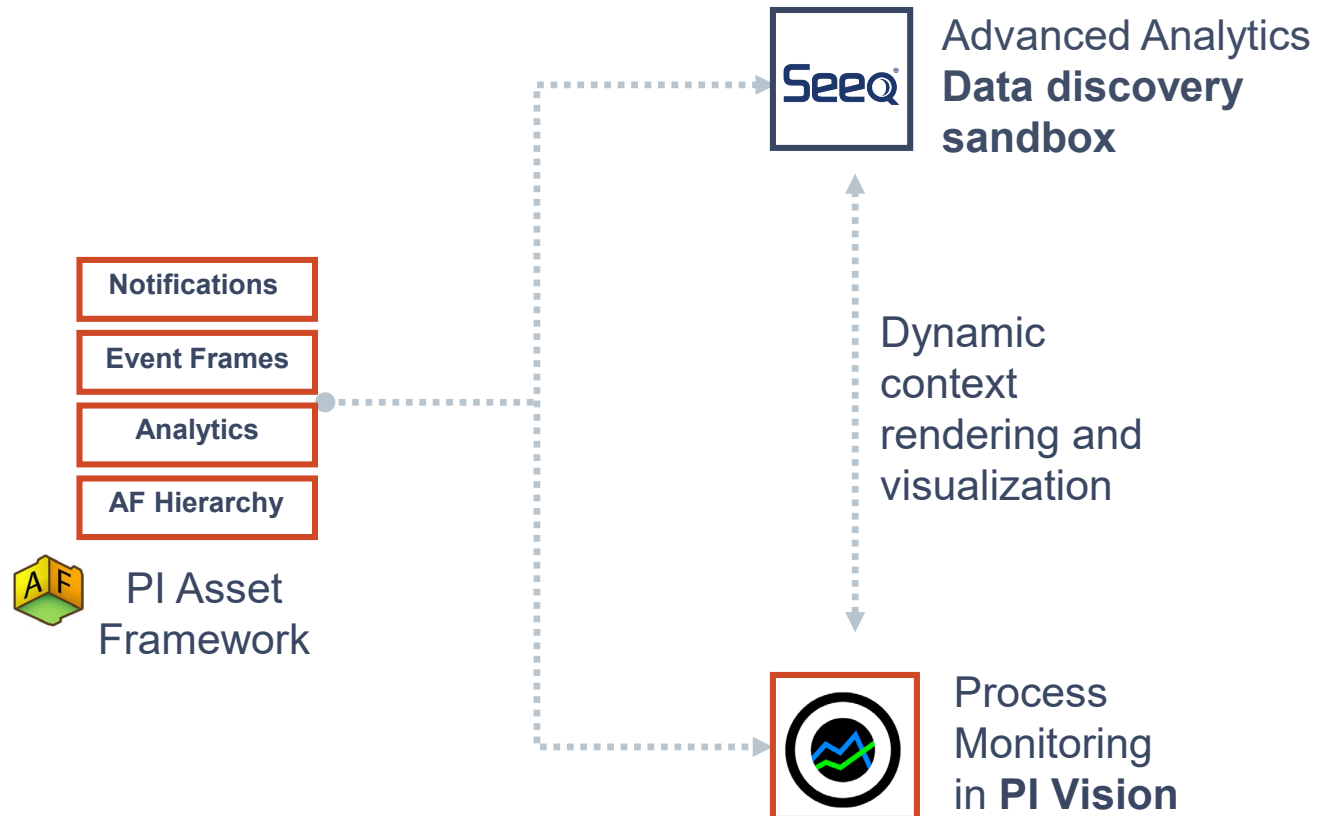 Seeq®
Advanced Analytics
Data discovery
sandbox
Notifications
Event Frames
Analytics
AF Hierarchy
AF
PI Asset
Framework
Dynamic
context
rendering and
visualization
Process
Monitoring
in PI Vision